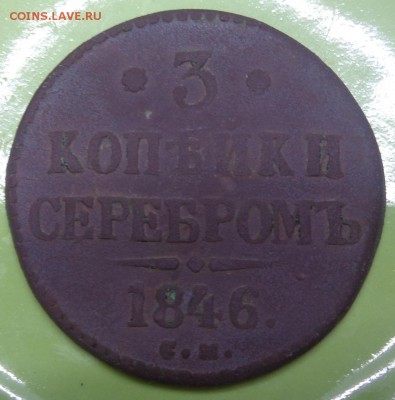 COINS.LAVE.RU
· 3 ·
КОПѢЙКИ
СЕРЕБРОМЪ
1846.
С. М.